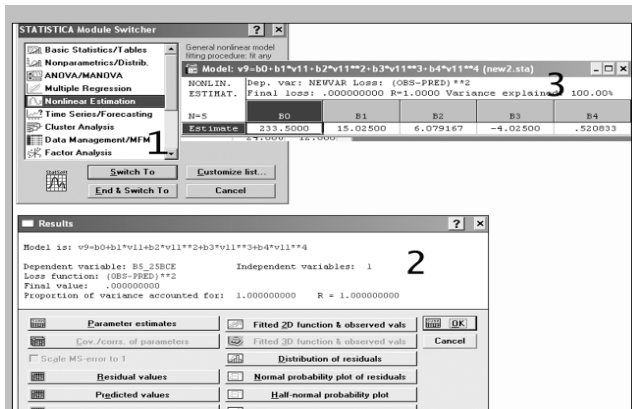 STATISTICA Module Switcher
Basic Statistics/Tables
Nonparametrics/Distrib.
ANOVA/MANOVA
Multiple Regression
Nonlinear Estimation
Time Series/Forecasting
Cluster Analysis
Data Management/MFM
Factor Analysis
1
General nonlinear model
fitting procedure: fit any
StatSoft
Switch To
Customize list...
End & Switch To
Cancel
Model: v9=b0+b1*v11+b2*v11**2+b3*v11**3+b4*v11**4 (new2.sta)
NONLIN. Dep. var: NEWVAR Loss: (OBS-PRED)**2
ESTIMAT. Final loss: .000000000 R=1.0000 Variance explained: 100.00%
3
N=5 B0 B1 B2 B3 B4
Estimate 233.5000 15.02500 6.079167 -4.02500 .520833
Results
Model is: v9=b0+b1*v11+b2*v11**2+b3*v11**3+b4*v11**4
Dependent variable: B5_25BCE Independent variables: 1
Loss function: (OBS-PRED)**2
Final value: .000000000
Proportion of variance accounted for: 1.000000000 R = 1.000000000
2
Parameter estimates
Fitted 2D function & observed vals
OK
Cov./corrs. of parameters
Fitted 3D function & observed vals
Cancel
Scale MS-error to 1
Distribution of residuals
Residual values
Normal probability plot of residuals
Predicted values
Half-normal probability plot